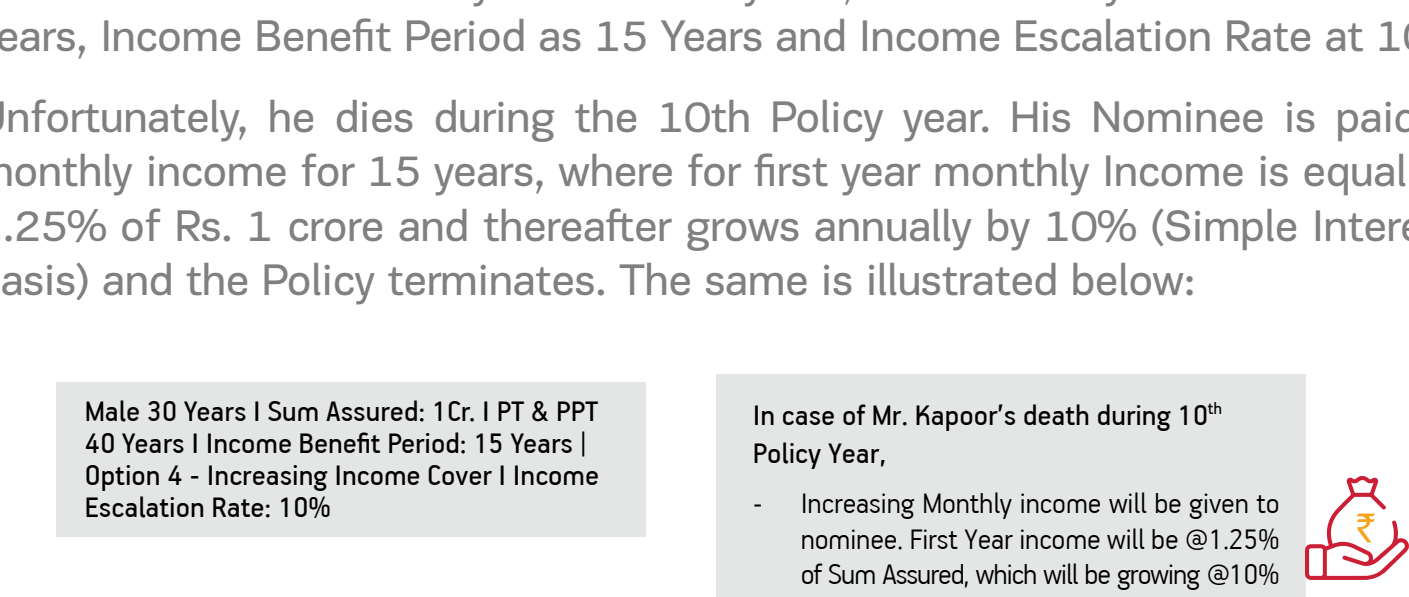 ears, Income Benefit Period as 15 Years and Income Escalation Rate at 10
Unfortunately, he dies during the 10th Policy year. His Nominee is paid
monthly income for 15 years, where for first year monthly Income is equal
.25% of Rs. 1 crore and thereafter grows annually by 10% (Simple Intere
asis) and the Policy terminates. The same is illustrated below:
Male 30 Years I Sum Assured: 1Cr. I PT & PPT
40 Years I Income Benefit Period: 15 Years |
Option 4 - Increasing Income Cover I Income
Escalation Rate: 10%
In case of Mr. Kapoor's death during 10th
Policy Year,
- Increasing Monthly income will be given to
nominee. First Year income will be @1.25%
of Sum Assured, which will be growing @10%
₹